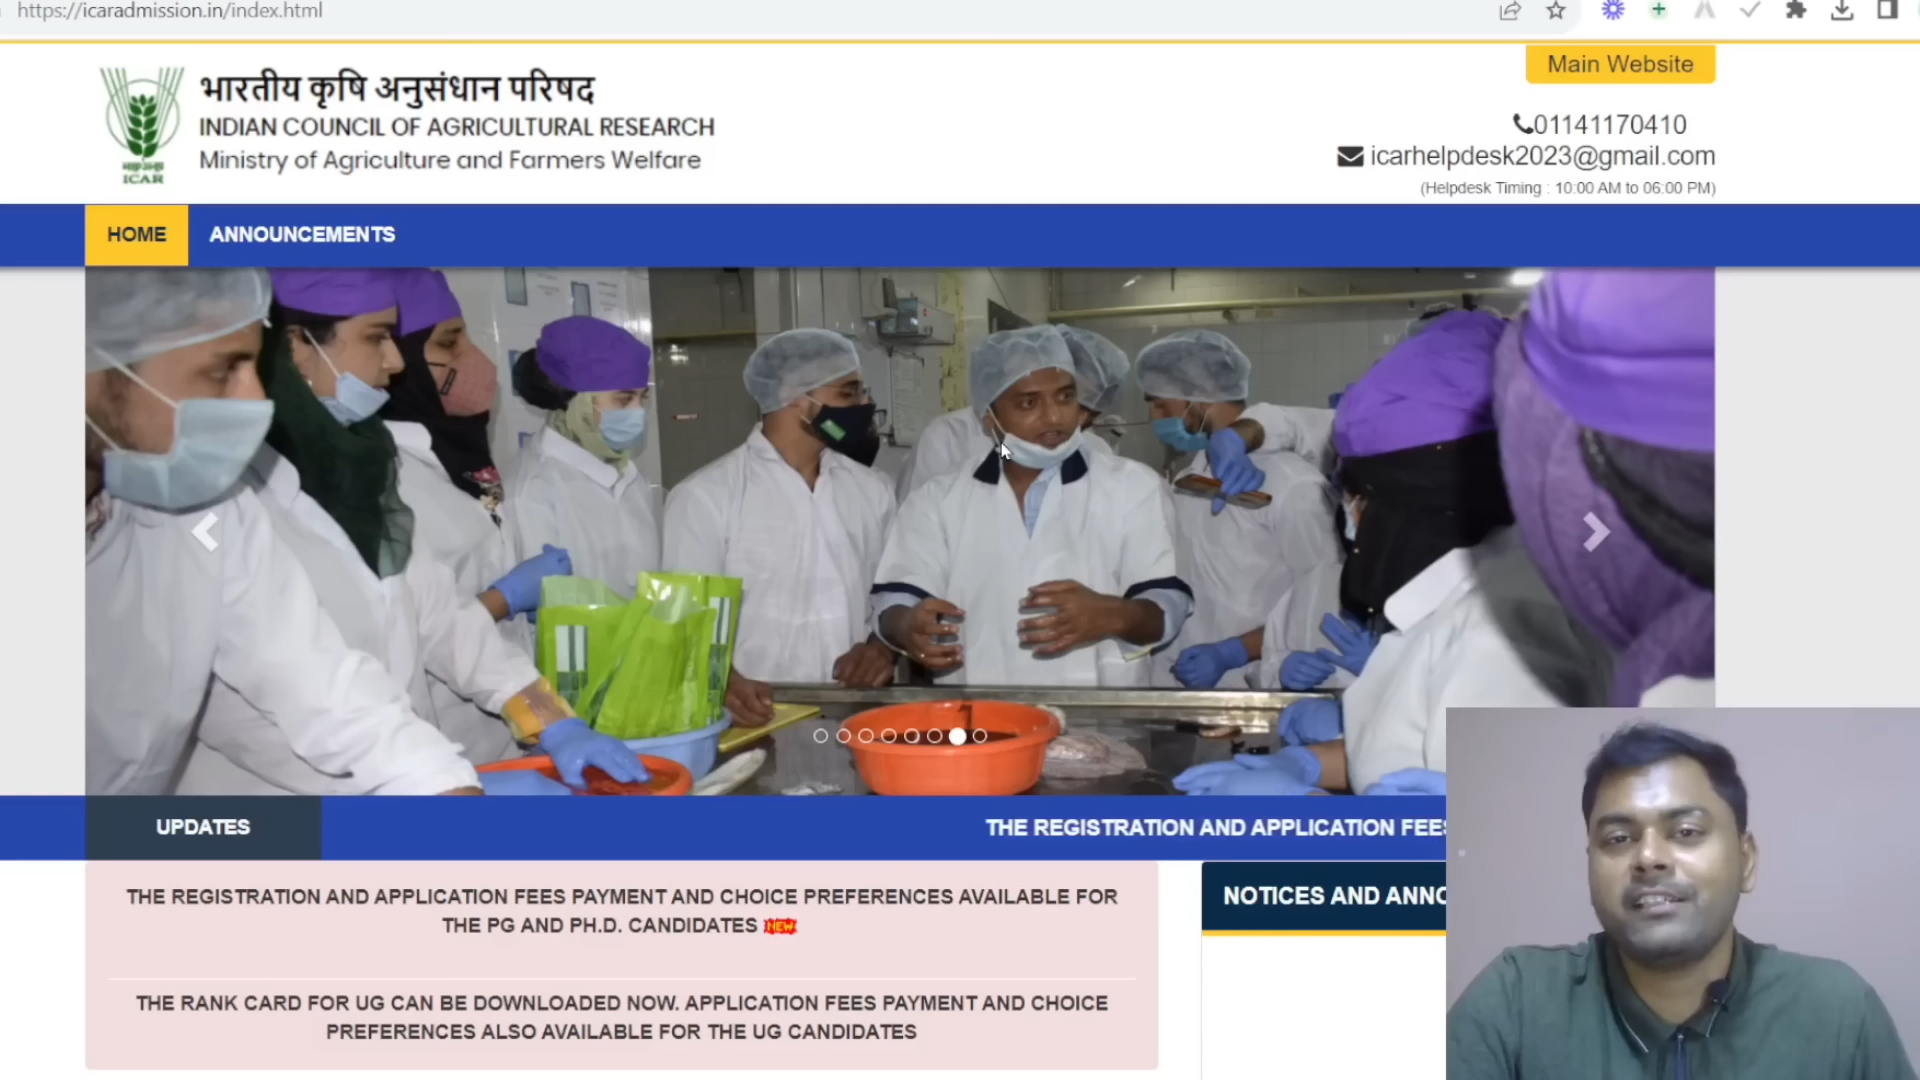 https://icaradmission.in/index.html
Main Website
भारतीय कृषि अनुसंधान परिषद
INDIAN COUNCIL OF AGRICULTURAL RESEARCH
Ministry of Agriculture and Farmers Welfare
ICAR
01141170410
icarhelpdesk2023@gmail.com
(Helpdesk Timing : 10:00 AM to 06:00 PM)
HOME
ANNOUNCEMENTS
UPDATES
THE REGISTRATION AND APPLICATION FEES
THE REGISTRATION AND APPLICATION FEES PAYMENT AND CHOICE PREFERENCES AVAILABLE FOR
THE PG AND PH.D. CANDIDATES NEW
THE RANK CARD FOR UG CAN BE DOWNLOADED NOW. APPLICATION FEES PAYMENT AND CHOICE
PREFERENCES ALSO AVAILABLE FOR THE UG CANDIDATES
NOTICES AND ANNO